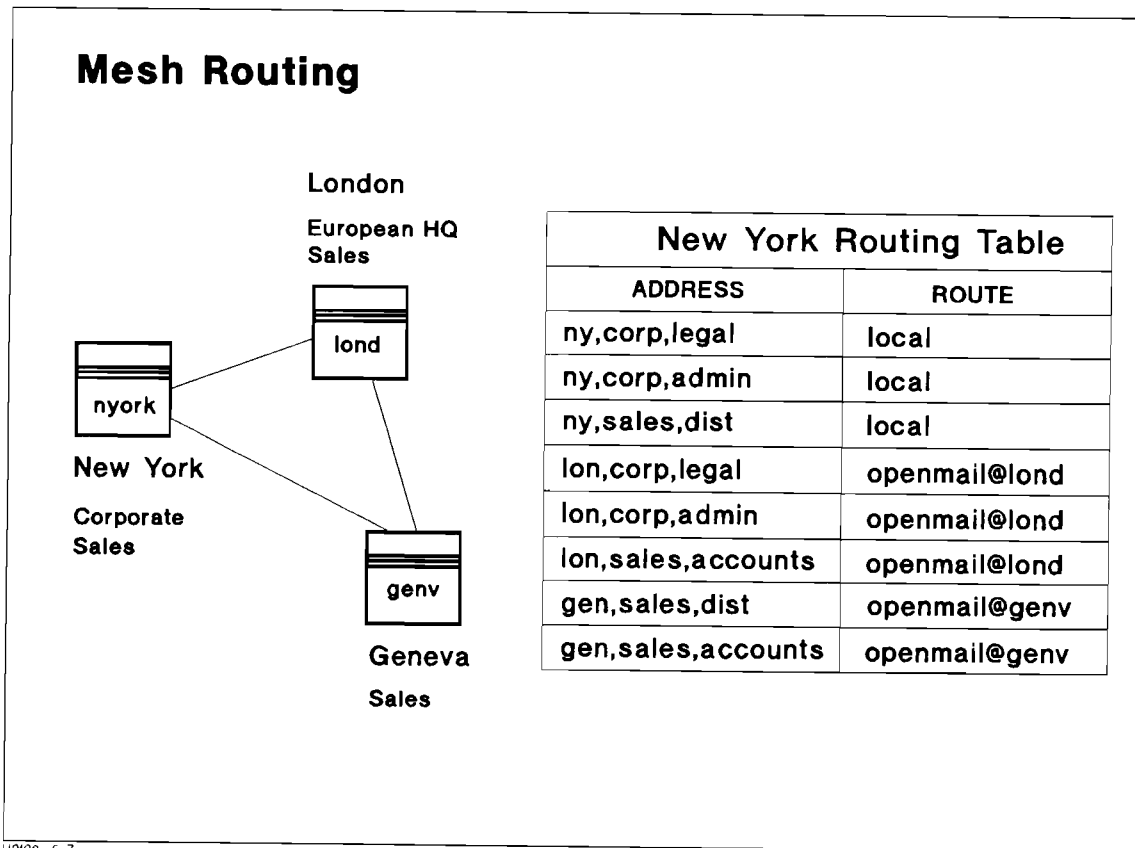 Mesh Routing
London
European HQ
Sales
lond
nyork
New York
Corporate
Sales
genv
Geneva
Sales
New York Routing Table
ADDRESS ROUTE
ny,corp,legal local
ny,corp,admin local
ny,sales,dist local
lon,corp,legal openmail@lond
lon,corp,admin openmail@lond
lon,sales,accounts openmail@lond
gen,sales,dist openmail@genv
gen,sales,accounts openmail@genv